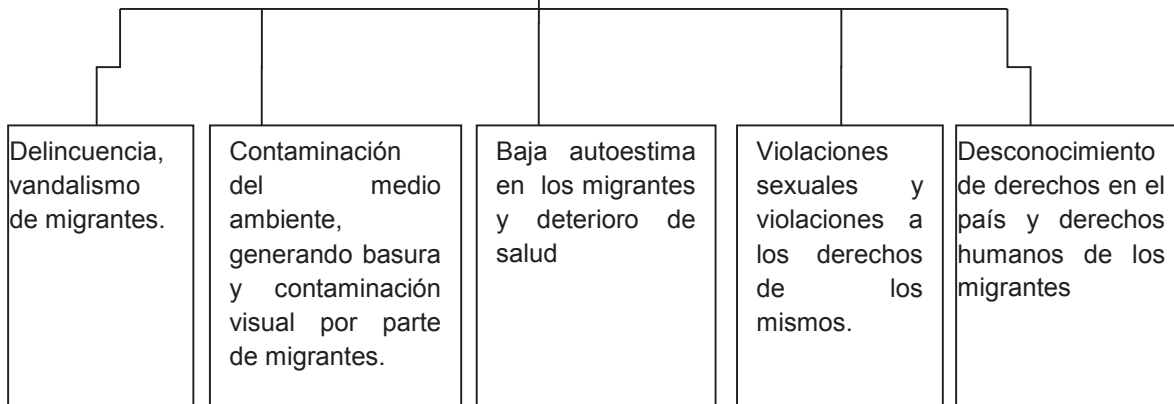 Delincuencia,
vandalismo
de migrantes.
Contaminación
del medio
ambiente,
generando basura
y contaminación
visual por parte
de migrantes.
Baja autoestima
en los migrantes
y deterioro de
salud
Violaciones
sexuales y
violaciones a
los derechos
de los
mismos.
Desconocimiento
de derechos en el
país y derechos
humanos de los
migrantes